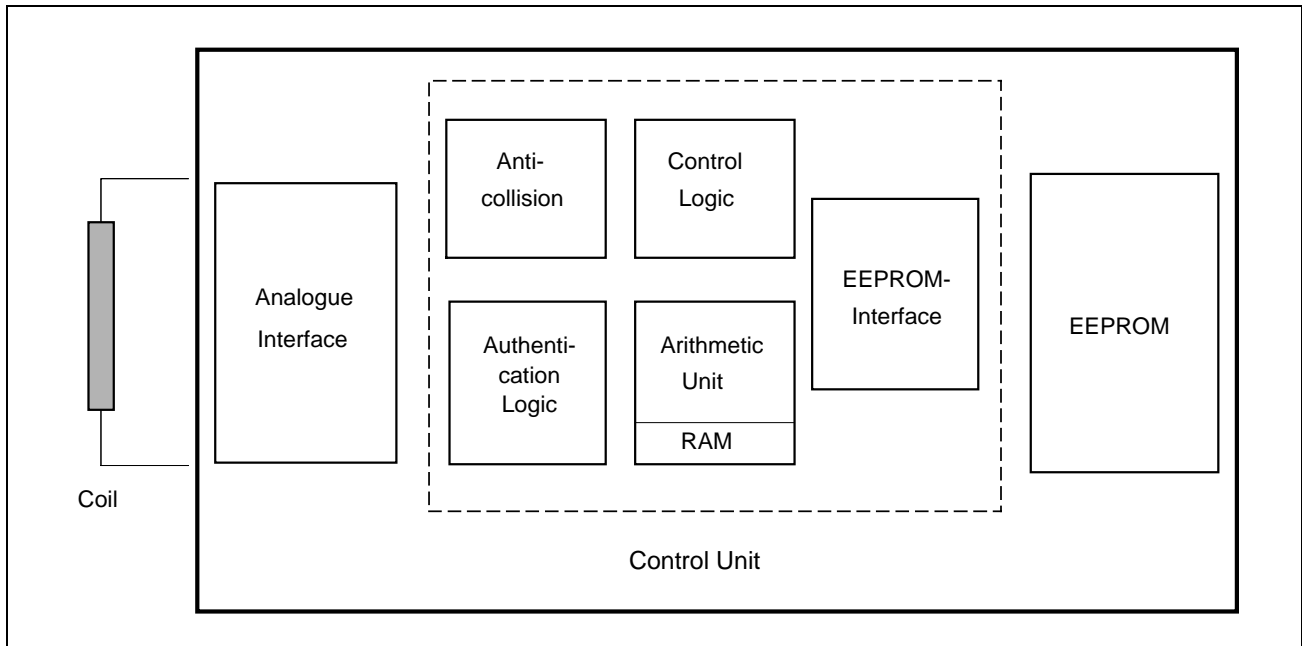 Anti-
collision
Control
Logic
Analogue
Interface
EEPROM-
Interface
EEPROM
Authenti-
cation
Logic
Arithmetic
Unit
RAM
Coil
Control Unit